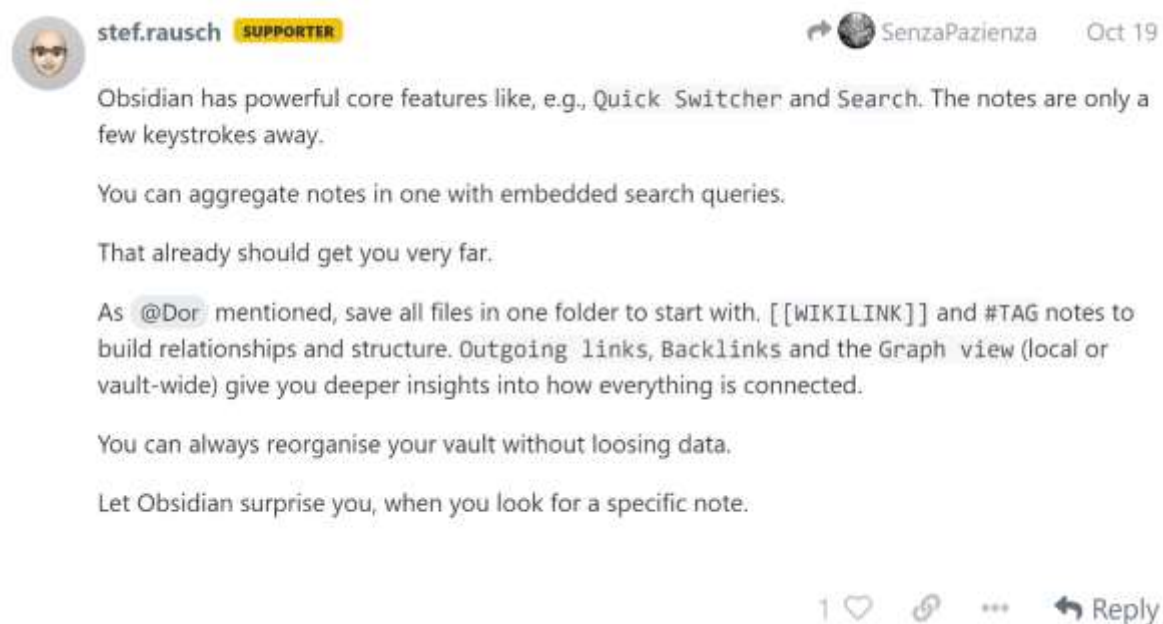 stef.rausch SUPPORTER SenzaPazienza Oct 19
Obsidian has powerful core features like, e.g., Quick Switcher and Search. The notes are only a
few keystrokes away.
You can aggregate notes in one with embedded search queries.
That already should get you very far.
As @Dor mentioned, save all files in one folder to start with. [[WIKILINK]] and #TAG notes to
build relationships and structure. Outgoing links, Backlinks and the Graph view (local or
vault-wide) give you deeper insights into how everything is connected.
You can always reorganise your vault without loosing data.
Let Obsidian surprise you, when you look for a specific note.
1 Reply